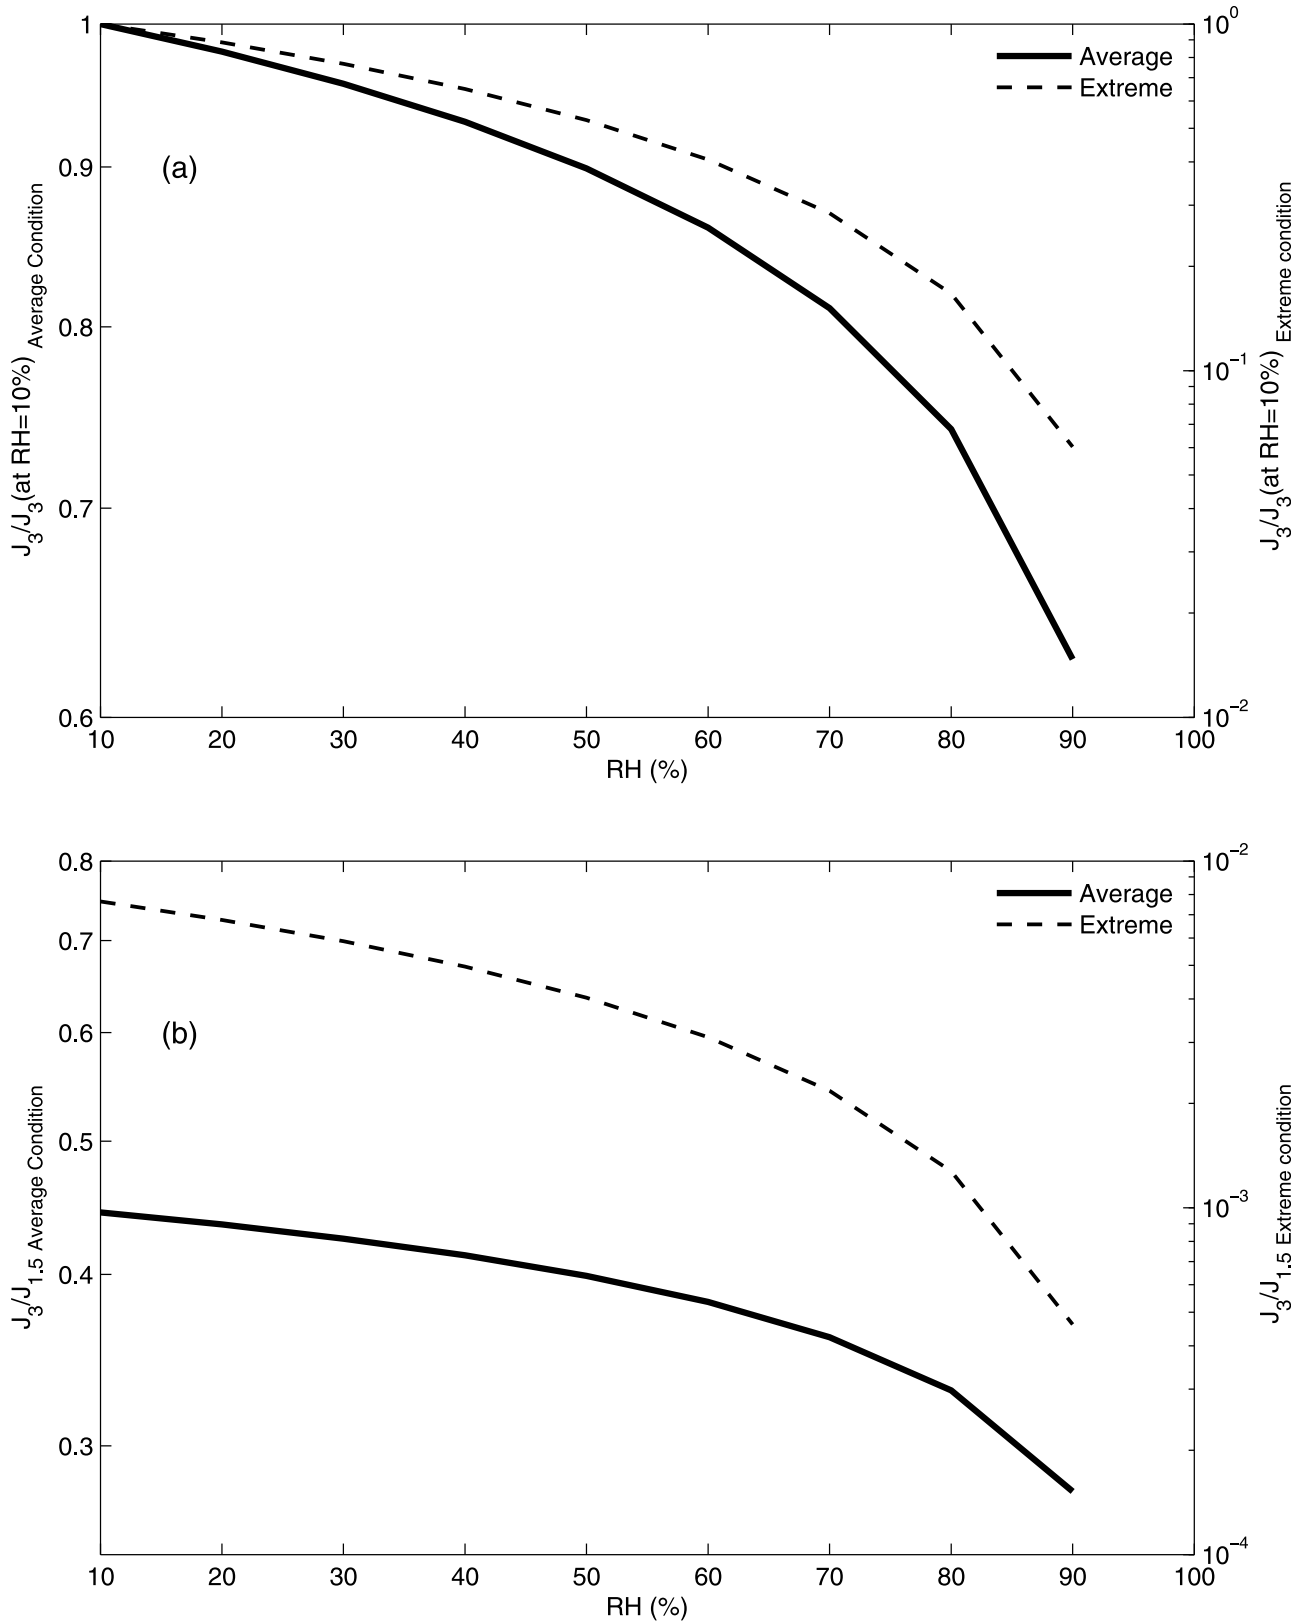 1
0.9
0.8
0.7
0.6
J3/J3(at RH=10%) Average Condition
(a)
Average
Extreme
10^0
10^−1
10^−2
J3/J3(at RH=10%) Extreme condition
10 20 30 40 50 60 70 80 90 100
RH (%)
0.8
0.7
0.6
0.5
0.4
0.3
J3/J1.5 Average Condition
(b)
Average
Extreme
10^−2
10^−3
10^−4
J3/J1.5 Extreme condition
10 20 30 40 50 60 70 80 90 100
RH (%)